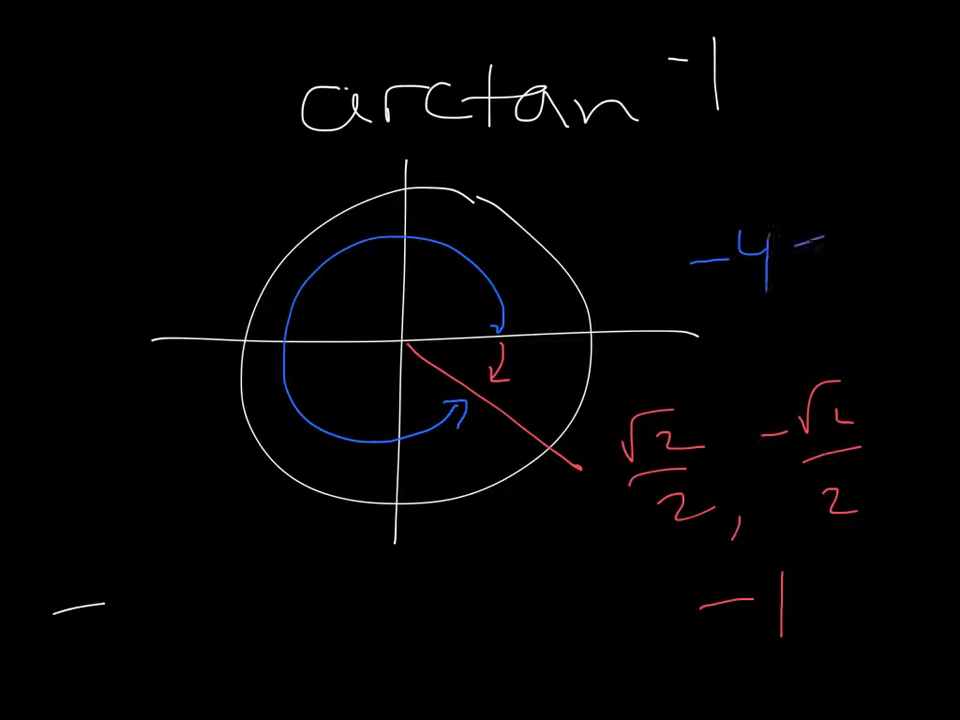 arctan ⁻¹
-4
√2/2, -√2/2
-1